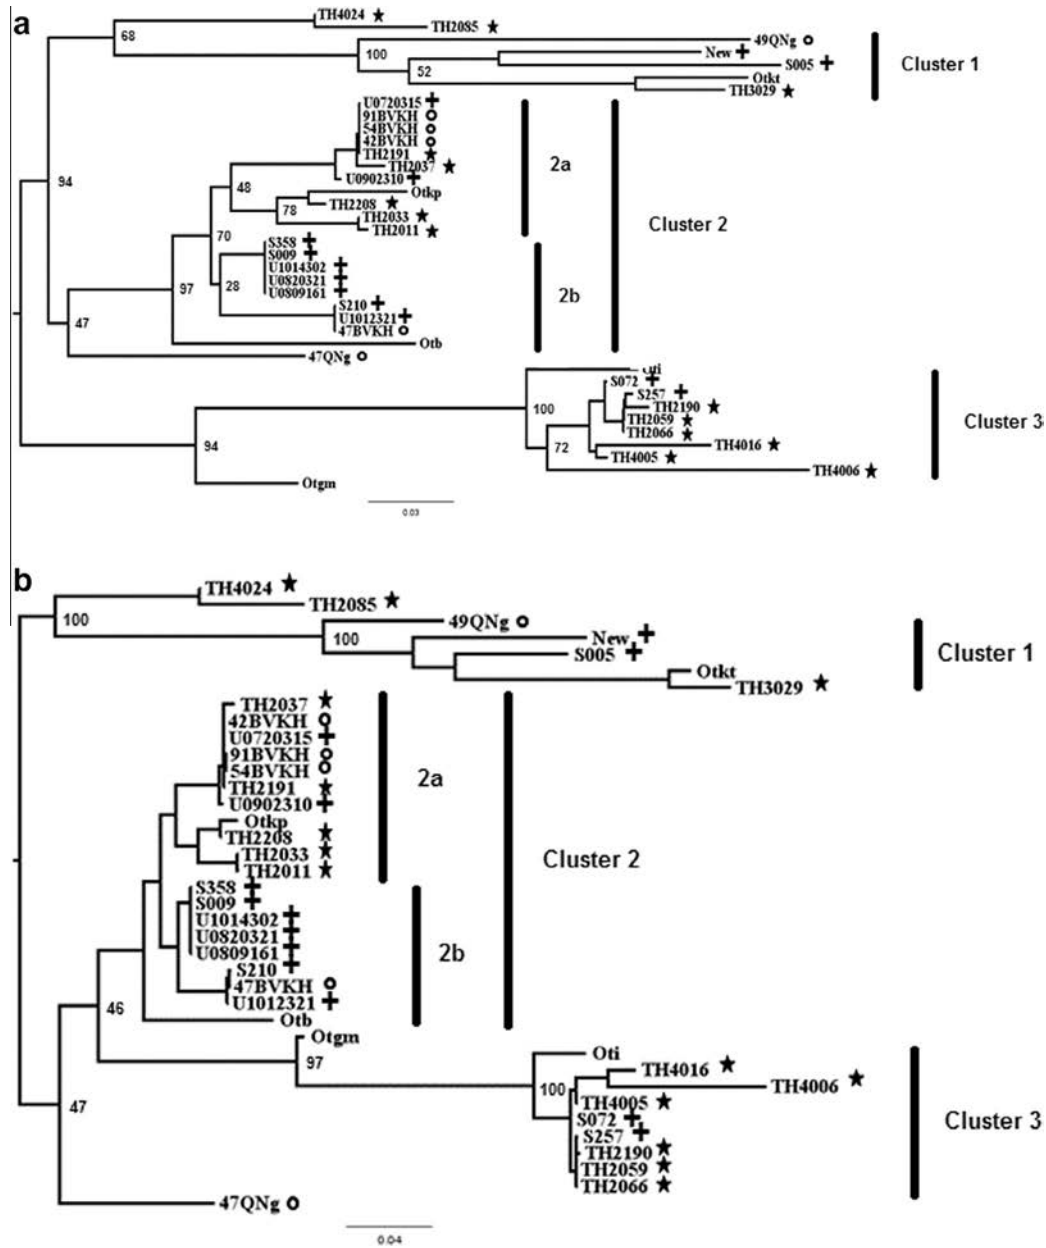 a
TH4024
TH2085
68
49QNg
100
New
S005
52
Otkt
TH3029
Cluster 1
U0720315
91BVKH
54BVKH
42BVKH
TH2191
TH2037
U0902310
2a
94
48
Otkp
78
TH2208
TH2033
TH2011
Cluster 2
70
S358
S009
U1014302
U0820321
U0809161
97
28
2b
S210
U1012321
47BVKH
47
Otb
47QNg
Oti
S072
S257
TH2190
100
TH2059
TH2066
Cluster 3
94
72
TH4016
TH4005
TH4006
Otgm
0.03
b
TH4024
TH2085
100
49QNg
100
New
S005
Cluster 1
Otkt
TH3029
TH2037
42BVKH
U0720315
91BVKH
54BVKH
2a
TH2191
U0902310
Otkp
TH2208
TH2033
TH2011
Cluster 2
S358
S009
U1014302
U0820321
U0809161
2b
S210
47BVKH
U1012321
46
Otb
Otgm
97
Oti
TH4016
TH4006
100
TH4005
S072
Cluster 3
S257
TH2190
TH2059
TH2066
47
47QNg
0.04